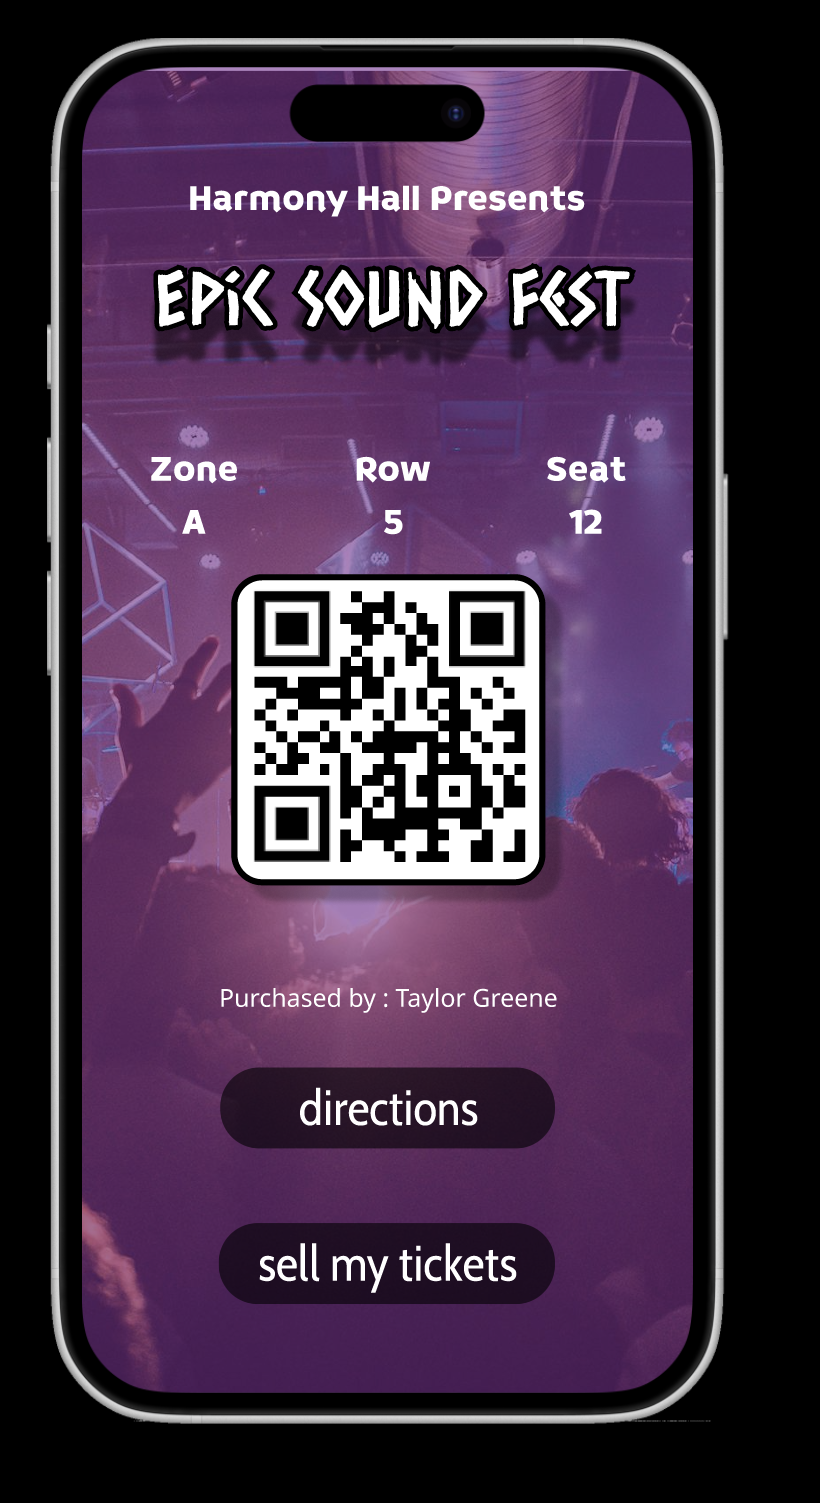 Harmony Hall Presents
EPiC SOUND FEST
Zone Row Seat
A 5 12
Purchased by : Taylor Greene
directions
sell my tickets